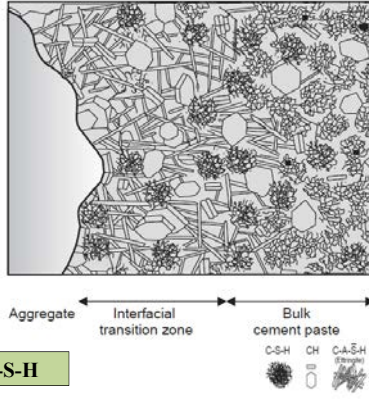 Aggregate Interfacial transition zone Bulk cement paste
C-S-H CH C-A-S̅-H
(Ettringite)
-S-H